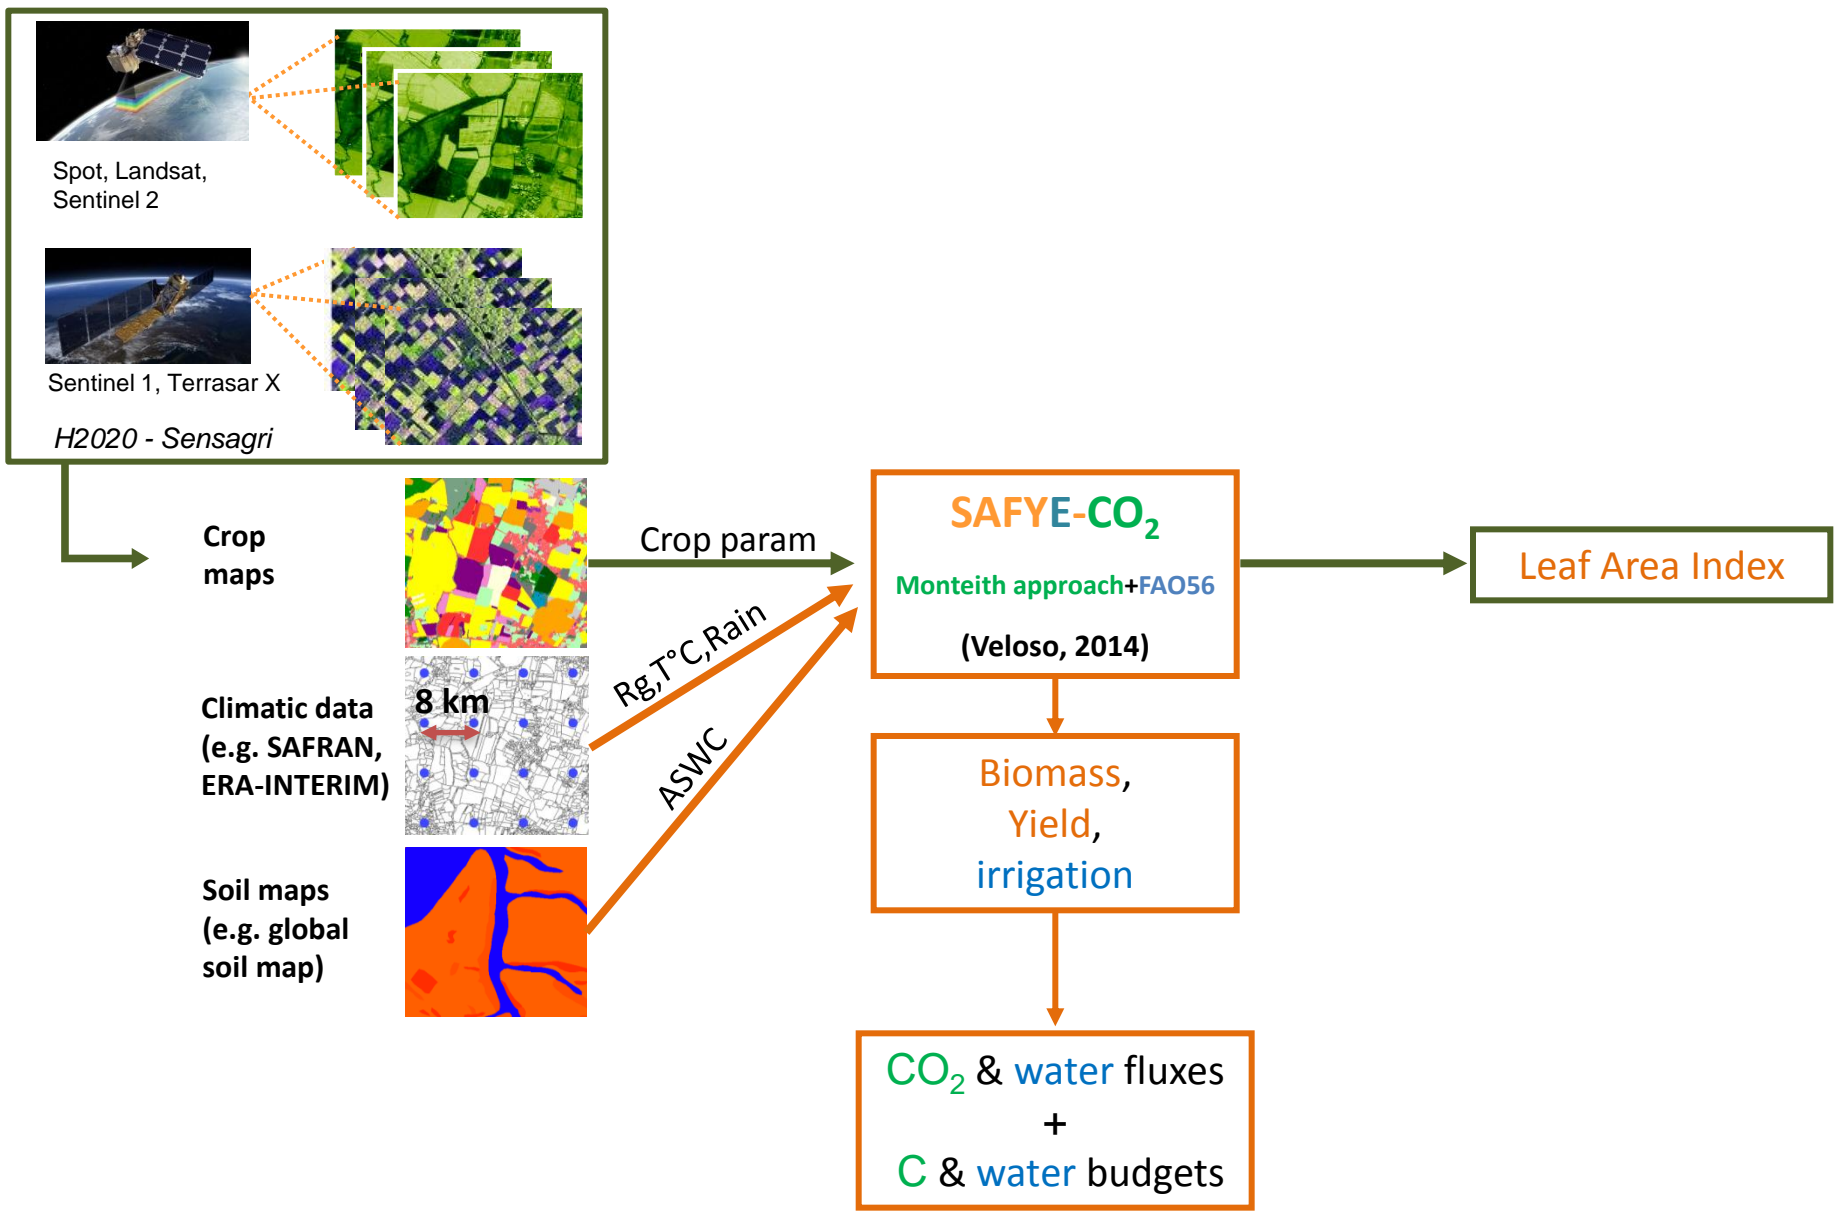 Spot, Landsat,
Sentinel 2
Sentinel 1, Terrasar X
H2020 - Sensagri
Crop
maps
Crop param
SAFYE-CO₂
Monteith approach+FAO56
(Veloso, 2014)
Leaf Area Index
Climatic data
(e.g. SAFRAN,
ERA-INTERIM)
8 km
Rg,T°C,Rain
ASWC
Soil maps
(e.g. global
soil map)
Biomass,
Yield,
irrigation
CO₂ & water fluxes
+
C & water budgets